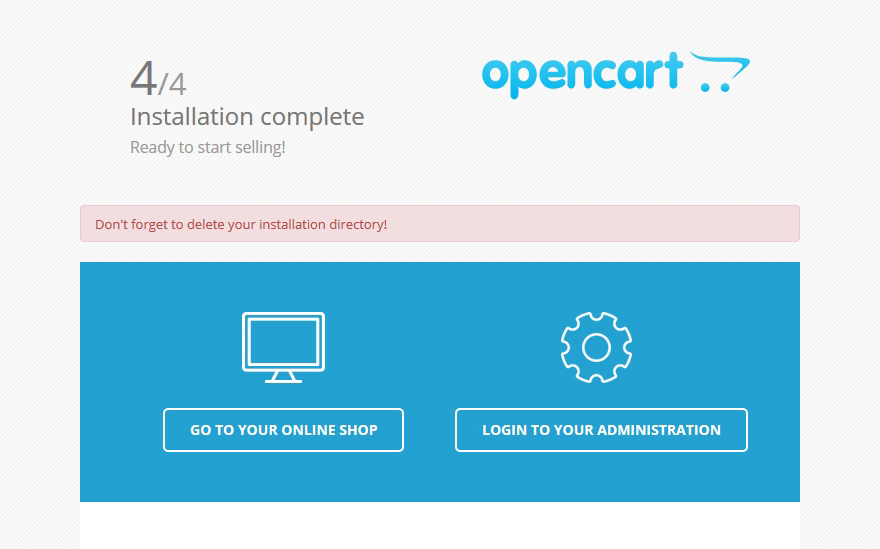 4/4
Installation complete
Ready to start selling!
opencart
Don't forget to delete your installation directory!
GO TO YOUR ONLINE SHOP
LOGIN TO YOUR ADMINISTRATION